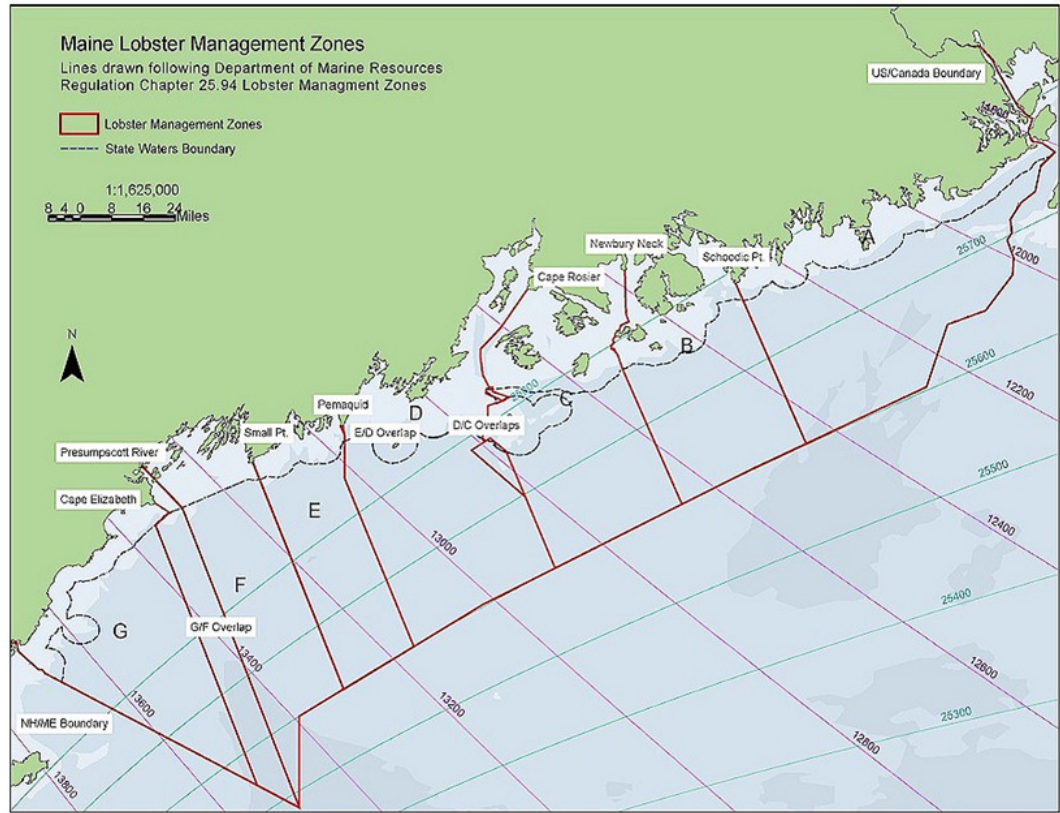 Maine Lobster Management Zones
Lines drawn following Department of Marine Resources
Regulation Chapter 25.94 Lobster Managment Zones
Lobster Management Zones
State Waters Boundary
1:1,625,000
8 4 0 8 16 24
Miles
N
US/Canada Boundary
A
25700
12000
Newbury Neck
Schoodic Pt.
Cape Rosier
B
25600
12200
C
D
Pemaquid
E/D Overlap
D/C Overlaps
Small Pt.
Presumpscott River
Cape Elizabeth
25500
E
13000
12400
F
G
G/F Overlap
25400
13400
12600
13600
13200
25300
NH/ME Boundary
12800
13800